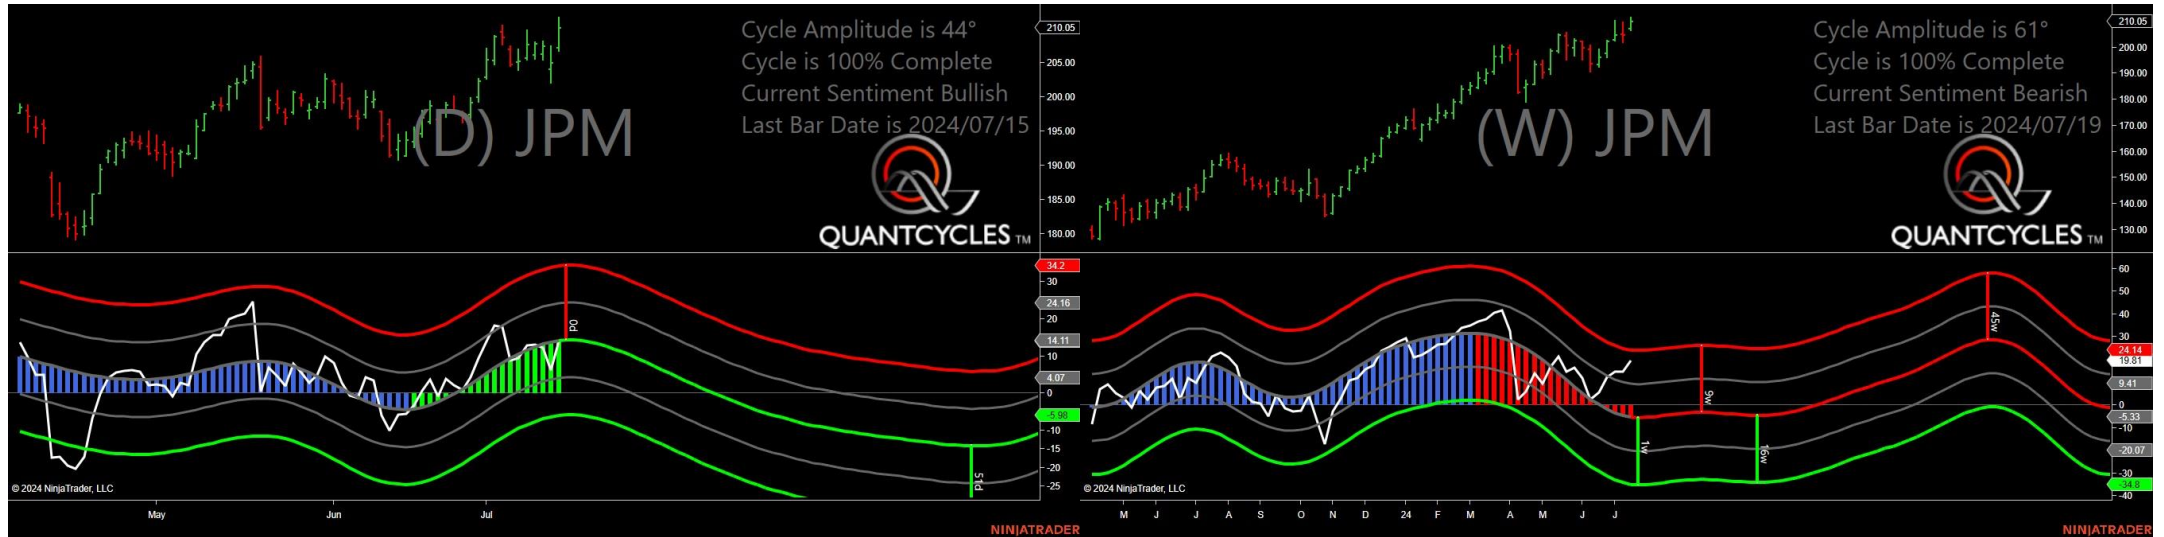 Cycle Amplitude is 44°
Cycle is 100% Complete
Current Sentiment Bullish
Last Bar Date is 2024/07/15
(D) JPM
QUANTCYCLES TM
210.05
205.00
200.00
195.00
190.00
185.00
180.00
34.2
30
24.16
20
14.11
10
4.07
0
-5.98
-10
-15
-20
-25
0d
51d
© 2024 NinjaTrader, LLC
May
Jun
Jul
NINJATRADER
Cycle Amplitude is 61°
Cycle is 100% Complete
Current Sentiment Bearish
Last Bar Date is 2024/07/19
(W) JPM
QUANTCYCLES TM
210.05
200.00
190.00
180.00
170.00
160.00
150.00
140.00
130.00
60
50
40
30
24.14
19.81
9.41
0
-5.33
-10
-20.07
-30
-34.8
-40
1w
9w
16w
45w
© 2024 NinjaTrader, LLC
M J J A S O N D 24 F M A M J J
NINJATRADER